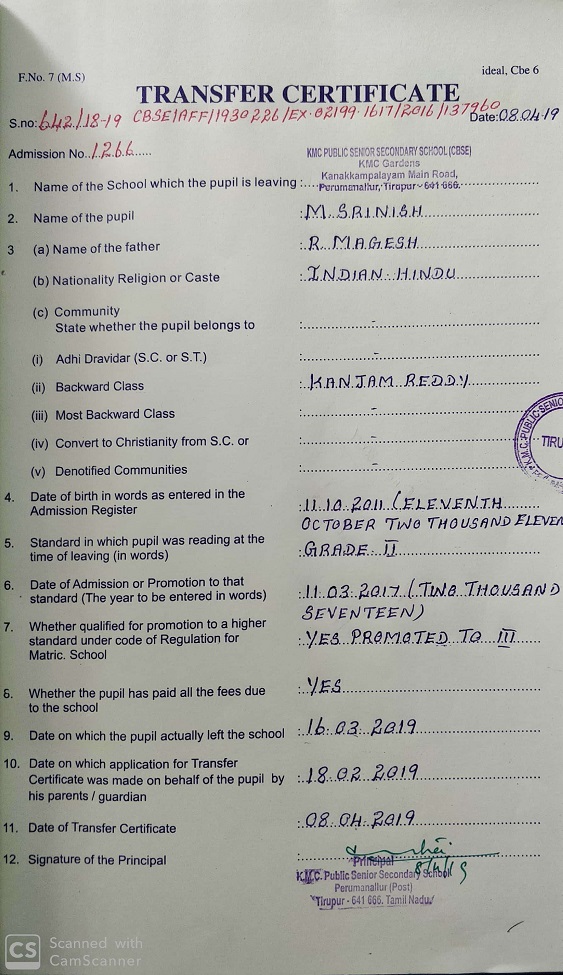 F.No. 7 (M.S)
ideal, Cbe 6
TRANSFER CERTIFICATE
S.no: 642/18-19 CBSE/AFF/1930226/EX.02199.1617/2016/137960 Date: 08.04.19
Admission No. 1266
KMC PUBLIC SENIOR SECONDARY SCHOOL (CBSE)
KMC Gardens
Kanakkampalayam Main Road,
1. Name of the School which the pupil is leaving : Perumanallur, Tirupur - 641 666.
2. Name of the pupil : M. SRINISH
3 (a) Name of the father : R. MAGESH
(b) Nationality Religion or Caste : INDIAN-HINDU
(c) Community
State whether the pupil belongs to : -
(i) Adhi Dravidar (S.C. or S.T.) : -
(ii) Backward Class : KANJAM REDDY
(iii) Most Backward Class : -
(iv) Convert to Christianity from S.C. or : -
(v) Denotified Communities : -
K.M.C. PUBLIC SENIO
TIRU
4. Date of birth in words as entered in the : 11.10.2011 (ELEVENTH
Admission Register OCTOBER TWO THOUSAND ELEVEN
5. Standard in which pupil was reading at the
time of leaving (in words) : GRADE II
6. Date of Admission or Promotion to that : 11.03.2017 (TWO THOUSAND
standard (The year to be entered in words) SEVENTEEN)
7. Whether qualified for promotion to a higher
standard under code of Regulation for : YES PROMOTED TO III
Matric. School
8. Whether the pupil has paid all the fees due : YES
to the school
9. Date on which the pupil actually left the school : 16.03.2019
10. Date on which application for Transfer
Certificate was made on behalf of the pupil by : 18.02.2019
his parents / guardian
11. Date of Transfer Certificate : 08.04.2019
12. Signature of the Principal :
Principal 8/4/19
K.M.C. Public Senior Secondary School
Perumanallur (Post)
Tirupur - 641 666. Tamil Nadu
CS Scanned with
CamScanner